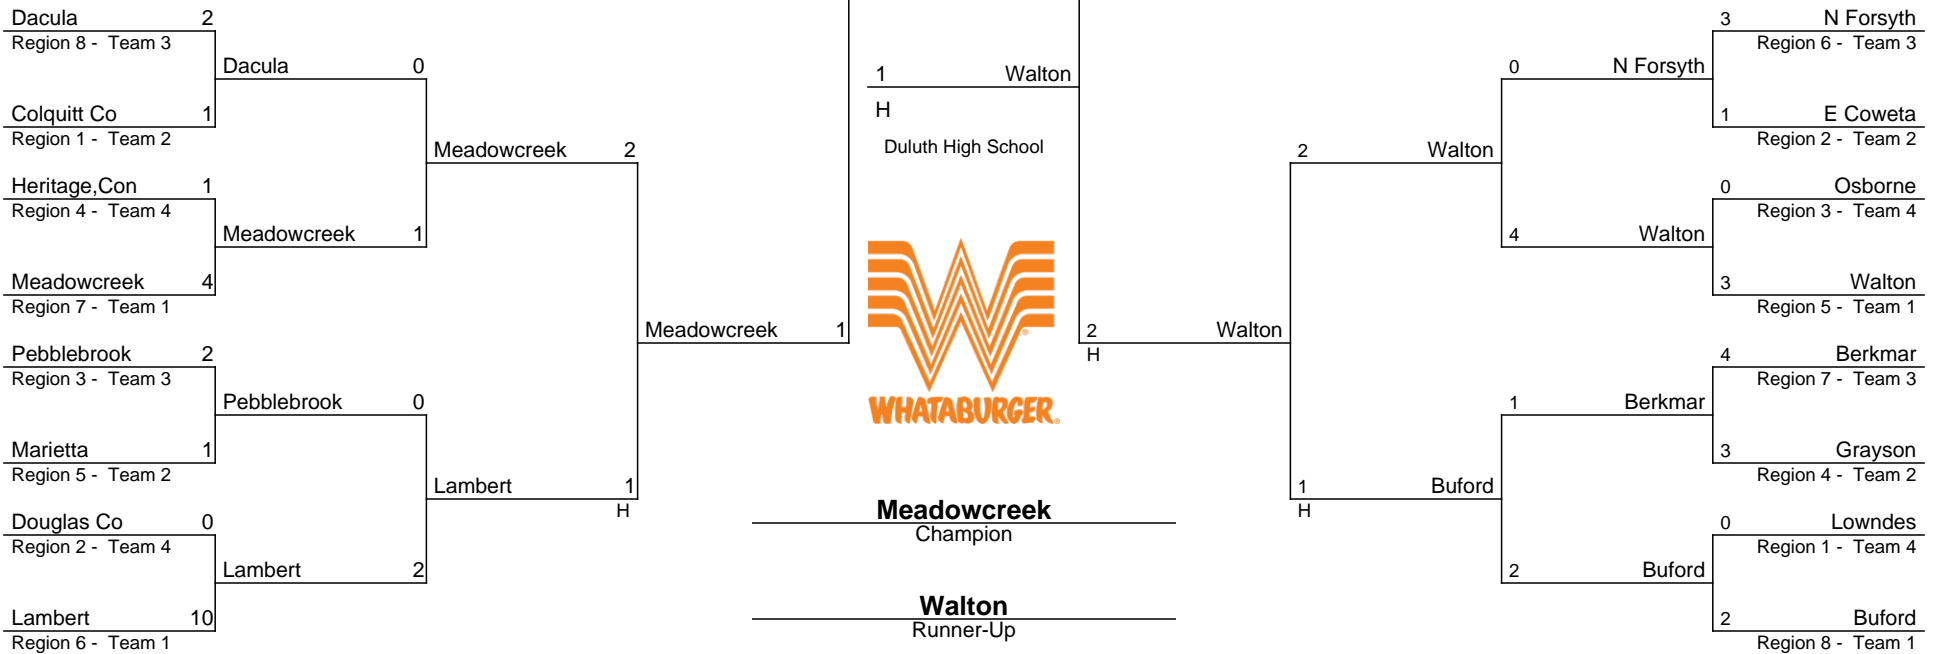 Dacula 2
Region 8 - Team 3
Dacula 0
Colquitt Co 1
Region 1 - Team 2
Meadowcreek 2
Heritage,Con 1
Region 4 - Team 4
Meadowcreek 1
Meadowcreek 4
Region 7 - Team 1
Meadowcreek 1
Pebblebrook 2
Region 3 - Team 3
Pebblebrook 0
Marietta 1
Region 5 - Team 2
Lambert 1
H
Douglas Co 0
Region 2 - Team 4
Lambert 2
Lambert 10
Region 6 - Team 1
1 Walton
H
Duluth High School
W
®
WHATABURGER®
Meadowcreek
Champion
Walton
Runner-Up
3 N Forsyth
Region 6 - Team 3
0 N Forsyth
1 E Coweta
Region 2 - Team 2
2 Walton
0 Osborne
Region 3 - Team 4
4 Walton
3 Walton
Region 5 - Team 1
2 Walton
H
4 Berkmar
Region 7 - Team 3
1 Berkmar
3 Grayson
Region 4 - Team 2
1 Buford
H
0 Lowndes
Region 1 - Team 4
2 Buford
2 Buford
Region 8 - Team 1